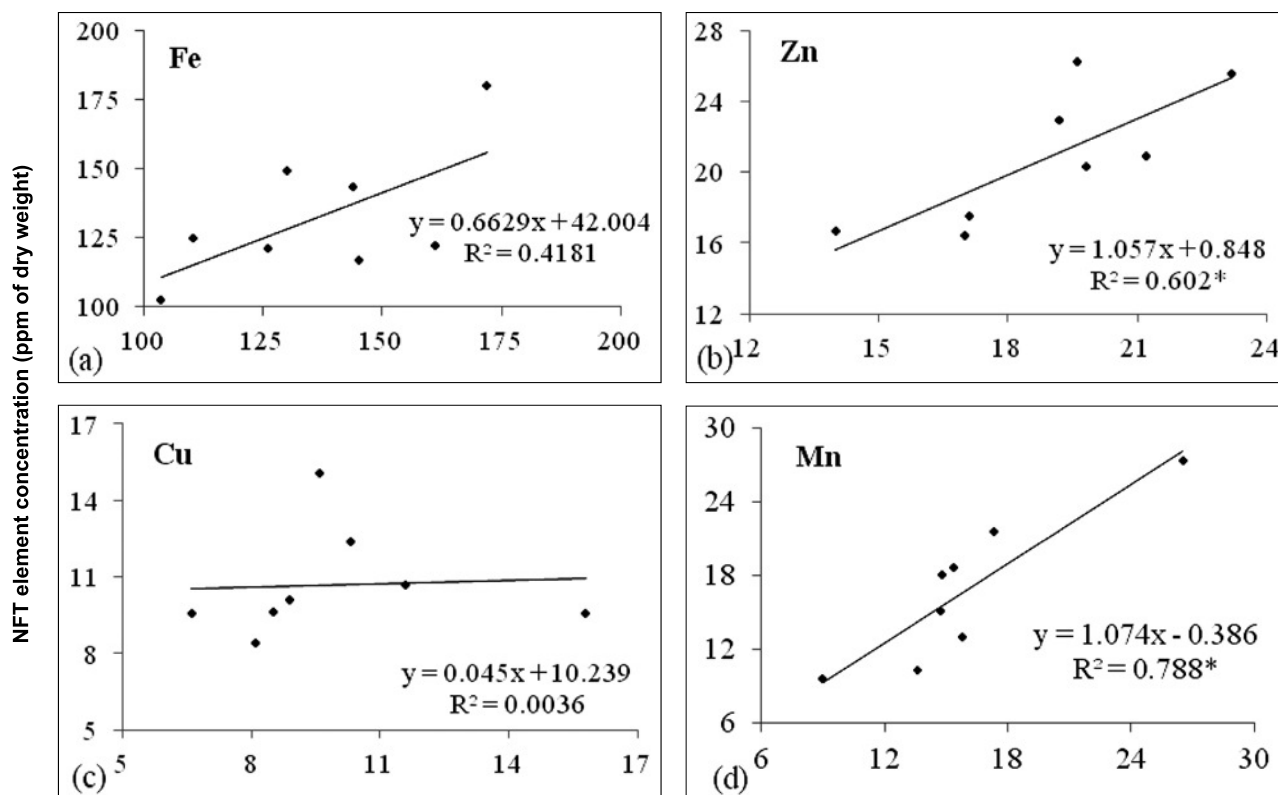 NFT element concentration (ppm of dry weight)
Fe
200
175
150
125
100
y = 0.6629x + 42.004
R² = 0.4181
100 125 150 175 200
(a)
Zn
28
24
20
16
12
y = 1.057x + 0.848
R² = 0.602*
12 15 18 21 24
(b)
Cu
17
14
11
8
5
y = 0.045x + 10.239
R² = 0.0036
5 8 11 14 17
(c)
Mn
30
24
18
12
6
y = 1.074x - 0.386
R² = 0.788*
6 12 18 24 30
(d)